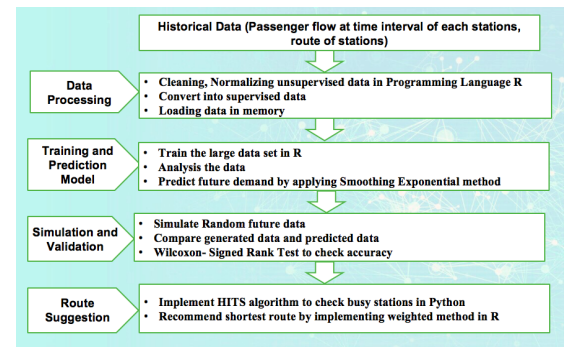 Historical Data (Passenger flow at time interval of each stations,
route of stations)
Data
Processing
• Cleaning, Normalizing unsupervised data in Programming Language R
• Convert into supervised data
• Loading data in memory
Training and
Prediction
Model
• Train the large data set in R
• Analysis the data
• Predict future demand by applying Smoothing Exponential method
Simulation and
Validation
• Simulate Random future data
• Compare generated data and predicted data
• Wilcoxon- Signed Rank Test to check accuracy
Route
Suggestion
• Implement HITS algorithm to check busy stations in Python
• Recommend shortest route by implementing weighted method in R